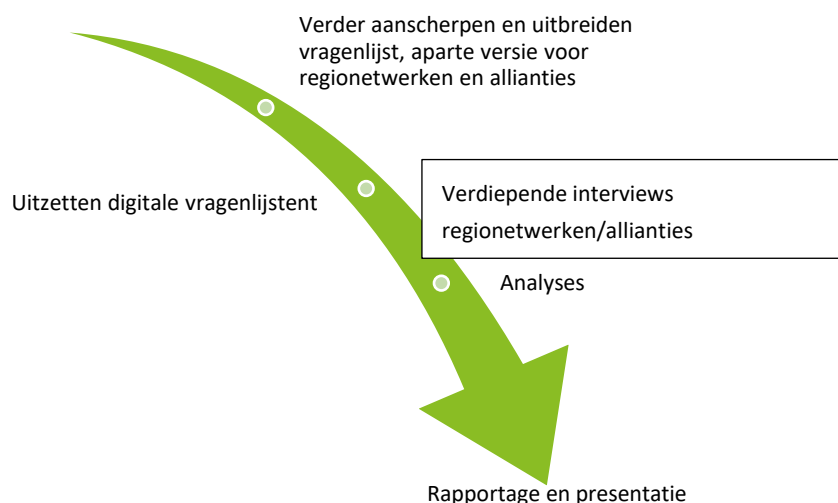 Verder aanscherpen en uitbreiden
vragenlijst, aparte versie voor
regionetwerken en allianties
Uitzetten digitale vragenlijstent
Verdiepende interviews
regionetwerken/allianties
Analyses
Rapportage en presentatie